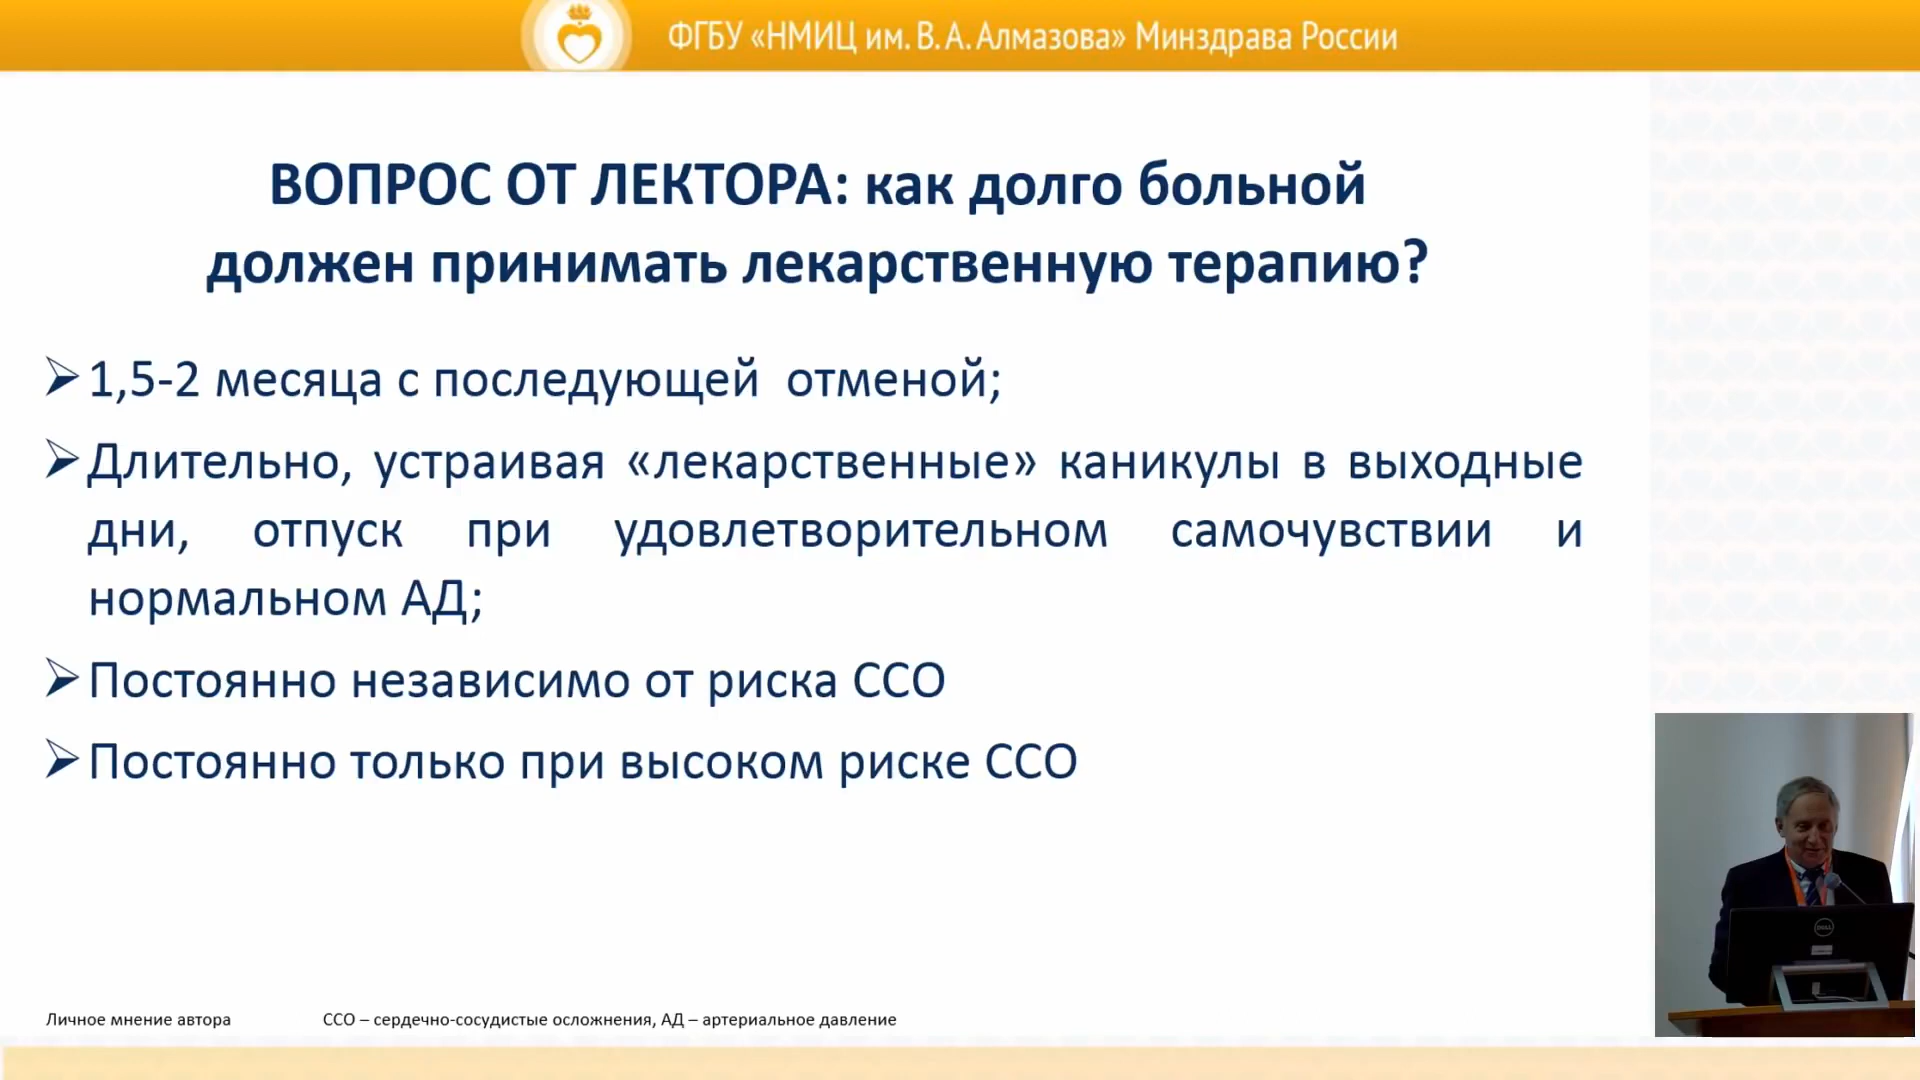 ФГБУ «НМИЦ им. В. А. Алмазова» Минздрава России
ВОПРОС ОТ ЛЕКТОРА: как долго больной
должен принимать лекарственную терапию?
1,5-2 месяца с последующей отменой;
Длительно, устраивая «лекарственные» каникулы в выходные
дни, отпуск при удовлетворительном самочувствии и
нормальном АД;
Постоянно независимо от риска ССО
Постоянно только при высоком риске ССО
DELL
Личное мнение автора ССО – сердечно-сосудистые осложнения, АД – артериальное давление